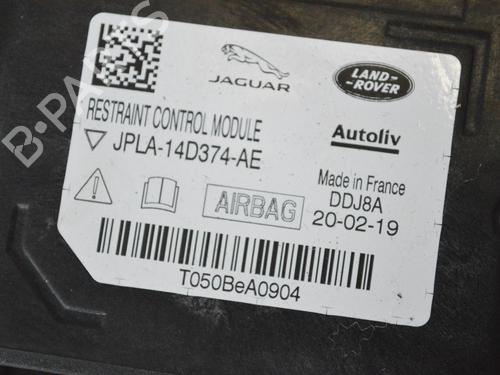 JAGUAR
LAND-
ROVER
RESTRAINT CONTROL MODULE
JPLA-14D374-AE
Autoliv
Made in France
DDJ8A
20-02-19
AIRBAG
T050BeA0904
B-PARTS